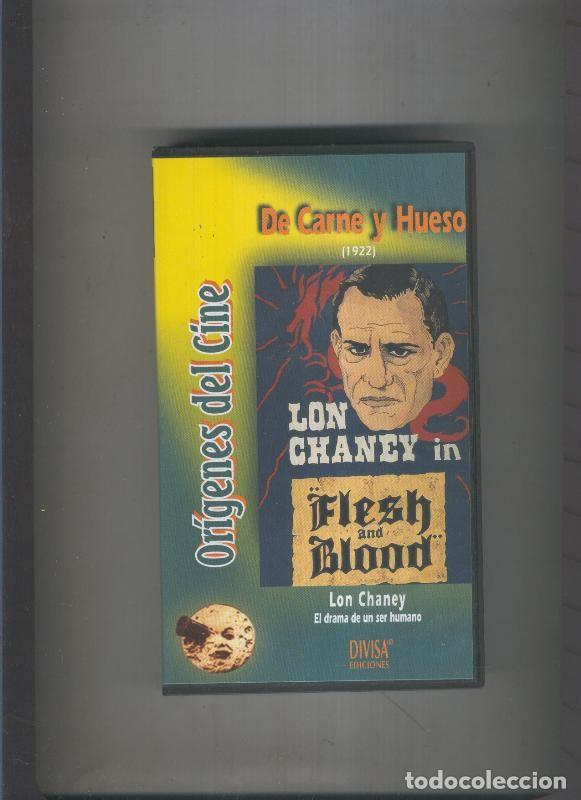 De Carne y Hueso
(1922)
Orígenes del Cine
LON
CHANEY in
"Flesh
and
Blood"
Lon Chaney
El drama de un ser humano
DIVISA
EDICIONES
todocoleccion